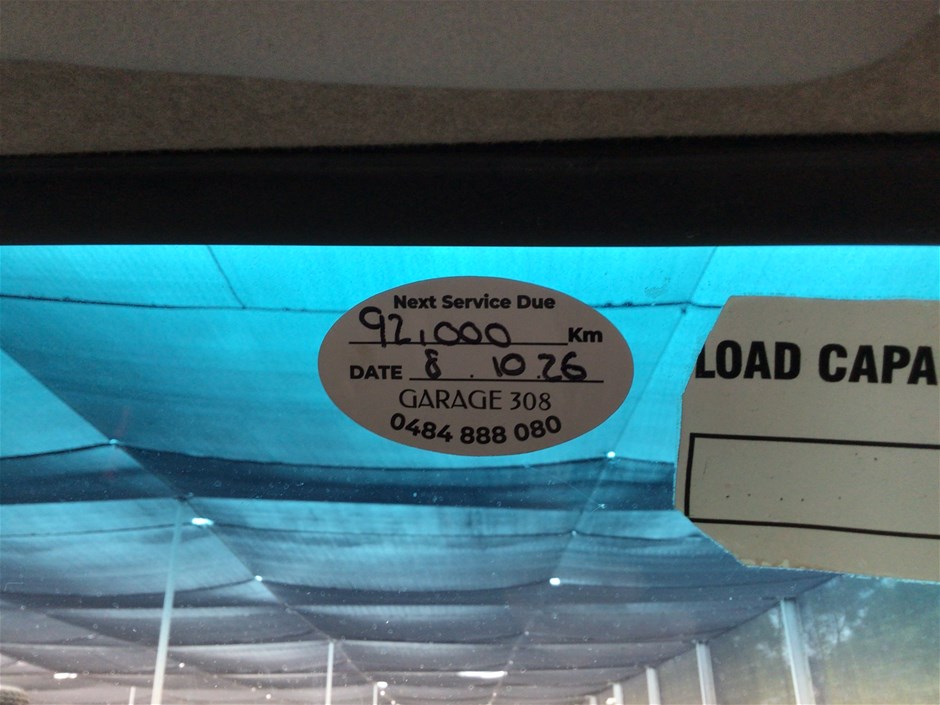 Next Service Due
92,000 Km
DATE 8 . 10 .26
GARAGE 308
0484 888 080
LOAD CAPA